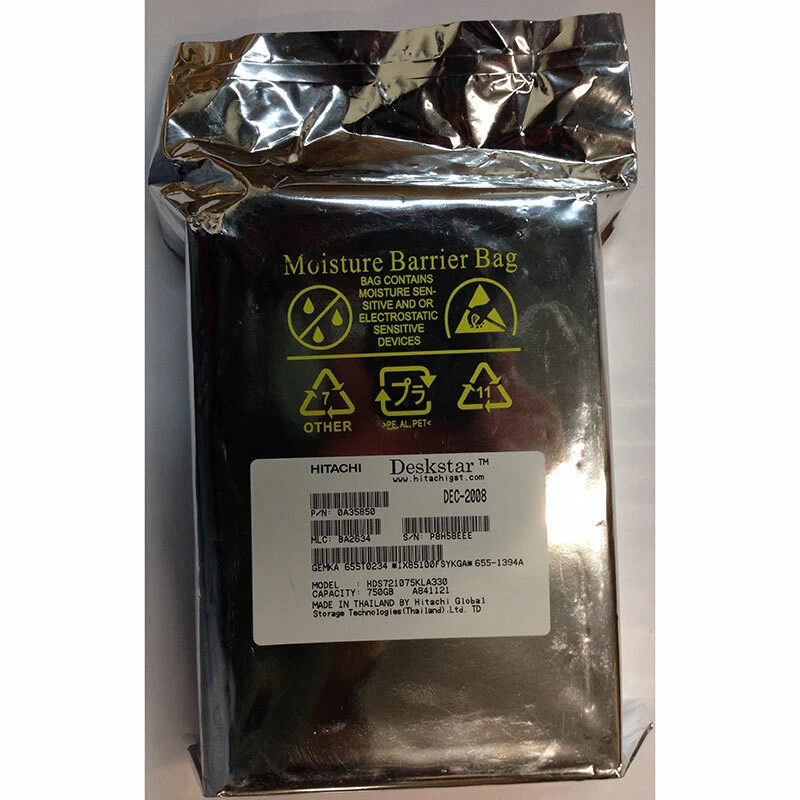 Moisture Barrier Bag
BAG CONTAINS
MOISTURE SEN-
SITIVE AND OR
ELECTROSTATIC
SENSITIVE
DEVICES
7
プラ
11
OTHER
>PE, AL, PET<
HITACHI Deskstar™
www.hitachigst.com
DEC-2008
P/N: 0A35850
MLC: BA2634 S/N: P8H58EEE
GEMKA 655T0234 *IX85100FSYKGA* 655-1394A
MODEL : HDS721075KLA330
CAPACITY: 750GB A841121
MADE IN THAILAND BY Hitachi Global
Storage Technologies(Thailand).Ltd. TD